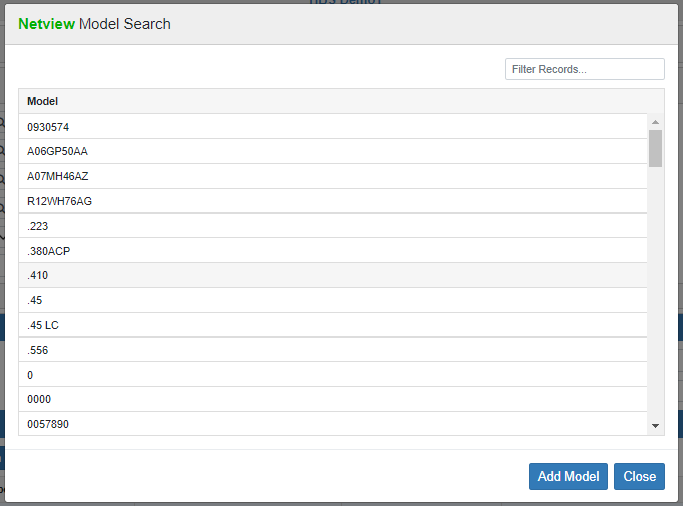 Netview Model Search
Filter Records...
Model
0930574
A06GP50AA
A07MH46AZ
R12WH76AG
.223
.380ACP
.410
.45
.45 LC
.556
0
0000
0057890
Add Model Close